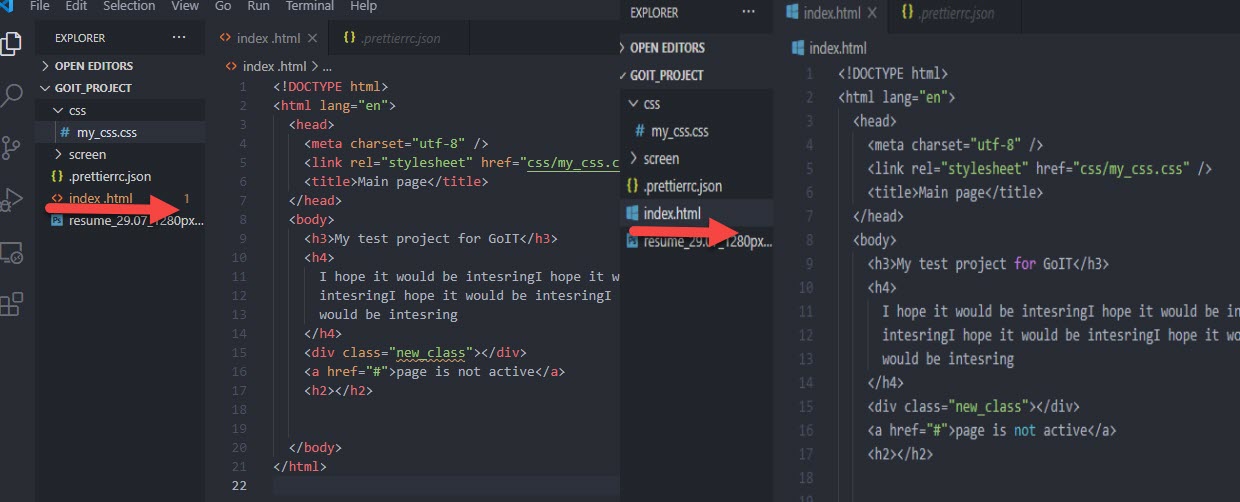 File Edit Selection View Go Run Terminal Help
EXPLORER ...
OPEN EDITORS
GOIT_PROJECT
css
# my_css.css
screen
{} .prettierrc.json
<> index .html 1
resume_29.07_1280px...
<> index .html ×
{} .prettierrc.json
<> index .html > ...
1 <!DOCTYPE html>
2 <html lang="en">
3 <head>
4 <meta charset="utf-8" />
5 <link rel="stylesheet" href="css/my_css.c
6 <title>Main page</title>
7 </head>
8 <body>
9 <h3>My test project for GoIT</h3>
10 <h4>
11 I hope it would be intesringI hope it w
12 intesringI hope it would be intesringI
13 would be intesring
14 </h4>
15 <div class="new_class"></div>
16 <a href="#">page is not active</a>
17 <h2></h2>
18
19
20 </body>
21 </html>
22
EXPLORER ...
OPEN EDITORS
GOIT_PROJECT
css
# my_css.css
screen
{} .prettierrc.json
index.html
resume_29.07_1280px...
index.html ×
{} .prettierrc.json
index.html
1 <!DOCTYPE html>
2 <html lang="en">
3 <head>
4 <meta charset="utf-8" />
5 <link rel="stylesheet" href="css/my_css.css" />
6 <title>Main page</title>
7 </head>
8 <body>
9 <h3>My test project for GoIT</h3>
10 <h4>
11 I hope it would be intesringI hope it would be in
12 intesringI hope it would be intesringI hope it wo
13 would be intesring
14 </h4>
15 <div class="new_class"></div>
16 <a href="#">page is not active</a>
17 <h2></h2>
18
19